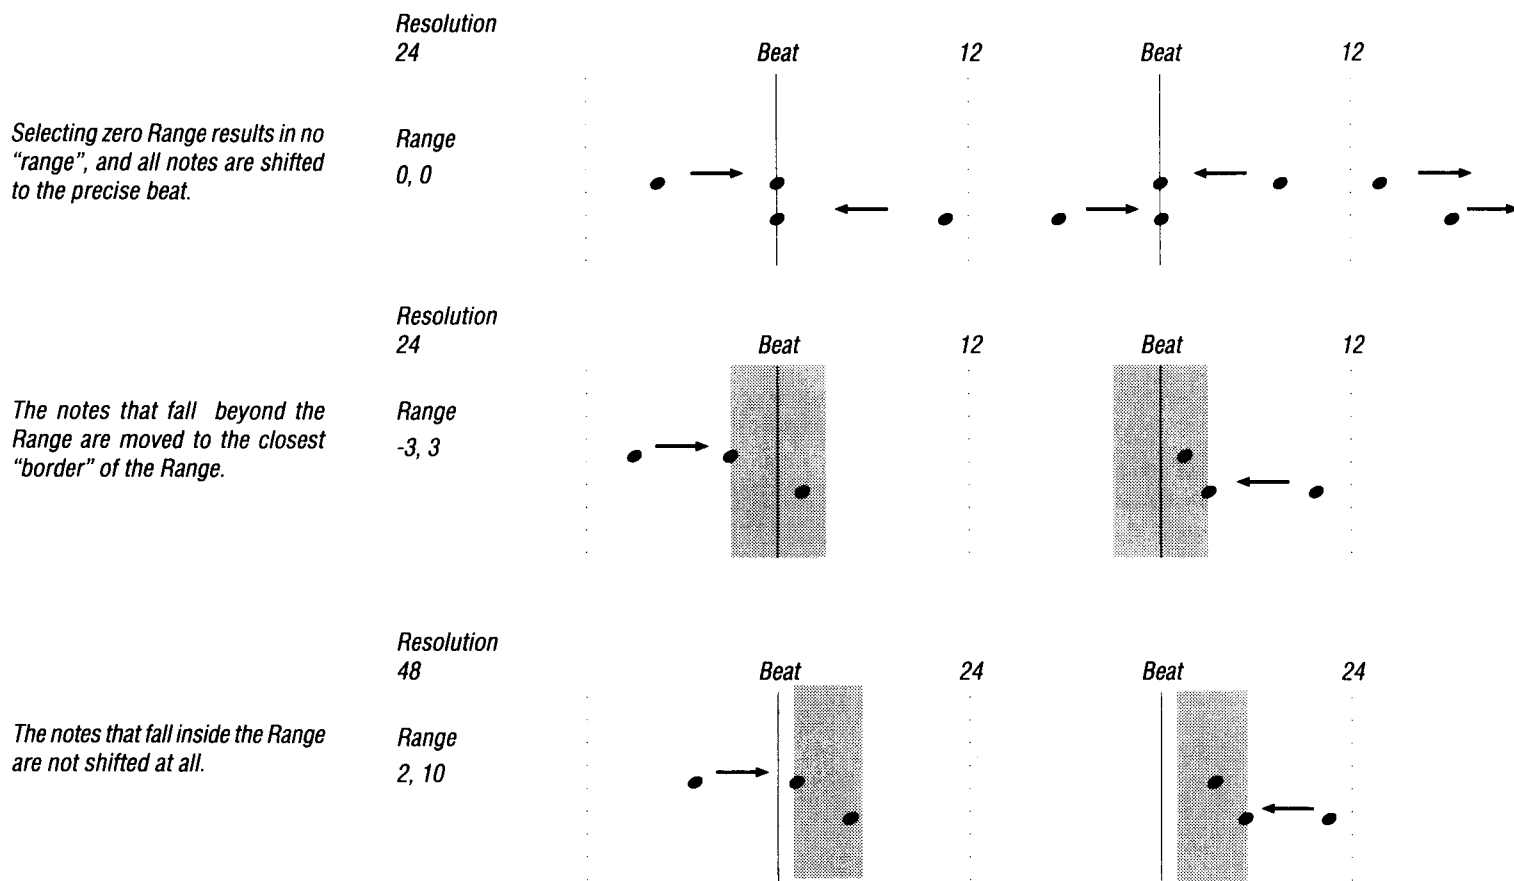 Resolution
24
Beat
12
Beat
12
Selecting zero Range results in no
“range”, and all notes are shifted
to the precise beat.
Range
0, 0
Resolution
24
Beat
12
Beat
12
The notes that fall beyond the
Range are moved to the closest
“border” of the Range.
Range
-3, 3
Resolution
48
Beat
24
Beat
24
The notes that fall inside the Range
are not shifted at all.
Range
2, 10